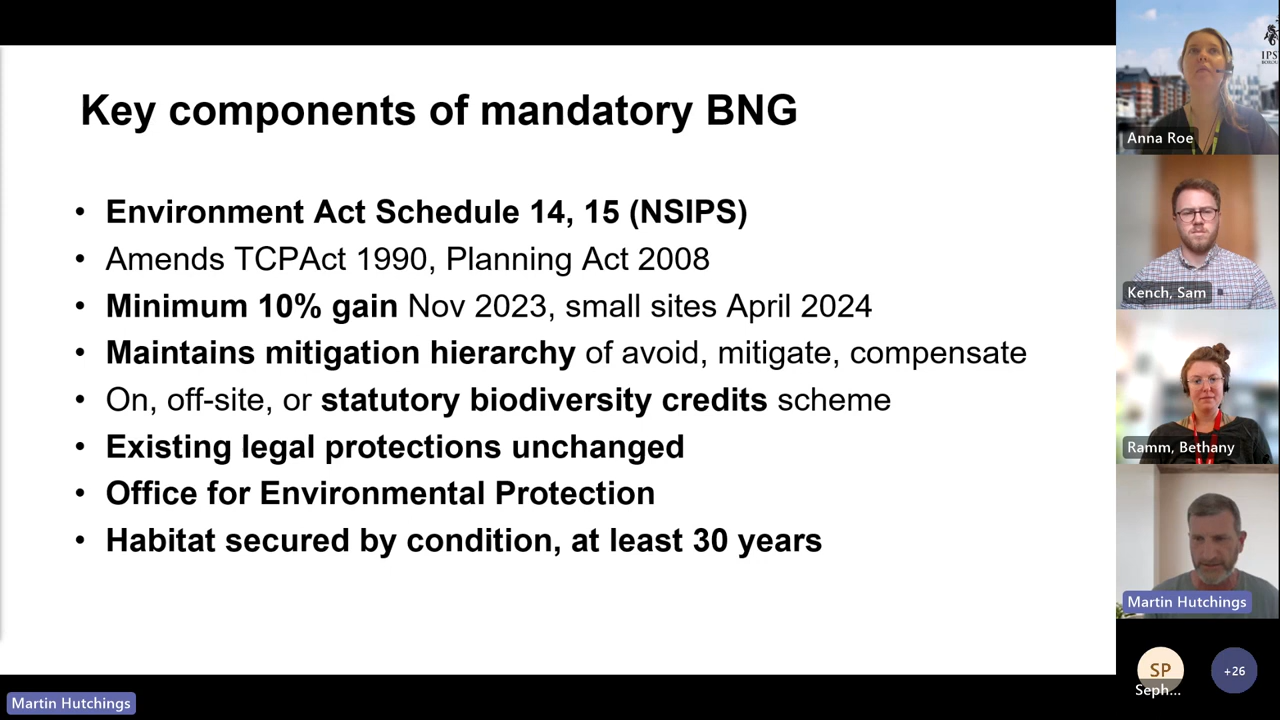 Key components of mandatory BNG
• Environment Act Schedule 14, 15 (NSIPS)
• Amends TCPAct 1990, Planning Act 2008
• Minimum 10% gain Nov 2023, small sites April 2024
• Maintains mitigation hierarchy of avoid, mitigate, compensate
• On, off-site, or statutory biodiversity credits scheme
• Existing legal protections unchanged
• Office for Environmental Protection
• Habitat secured by condition, at least 30 years
Martin Hutchings
IPS
Anna Roe
Kench, Sam
Ramm, Bethany
Martin Hutchings
SP
Seph...
+26